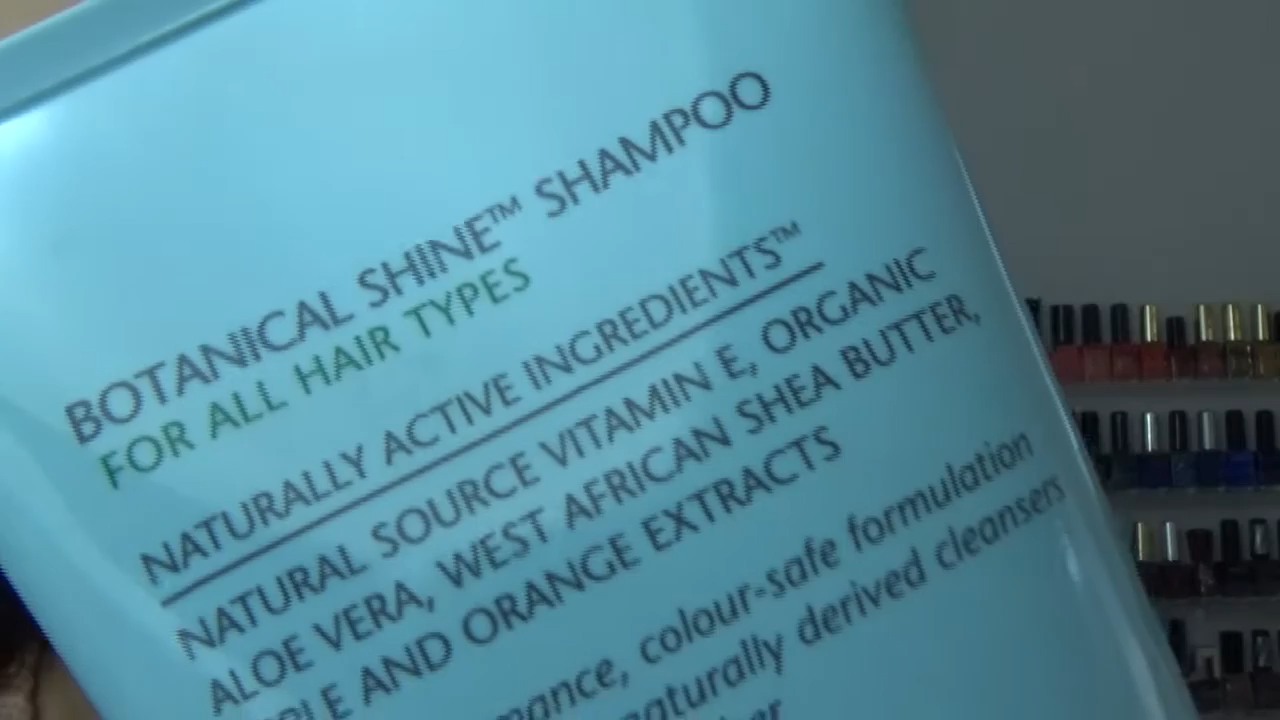 BOTANICAL SHINE™ SHAMPOO
FOR ALL HAIR TYPES
NATURALLY ACTIVE INGREDIENTS™
NATURAL SOURCE VITAMIN E, ORGANIC
ALOE VERA, WEST AFRICAN SHEA BUTTER,
AND ORANGE EXTRACTS
colour-safe formulation
naturally derived cleansers